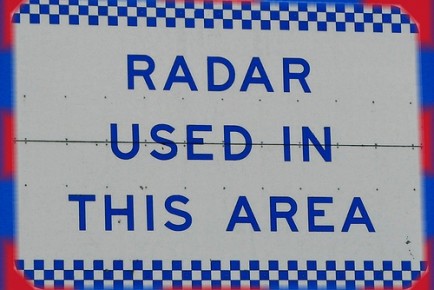 RADAR
USED IN
THIS AREA